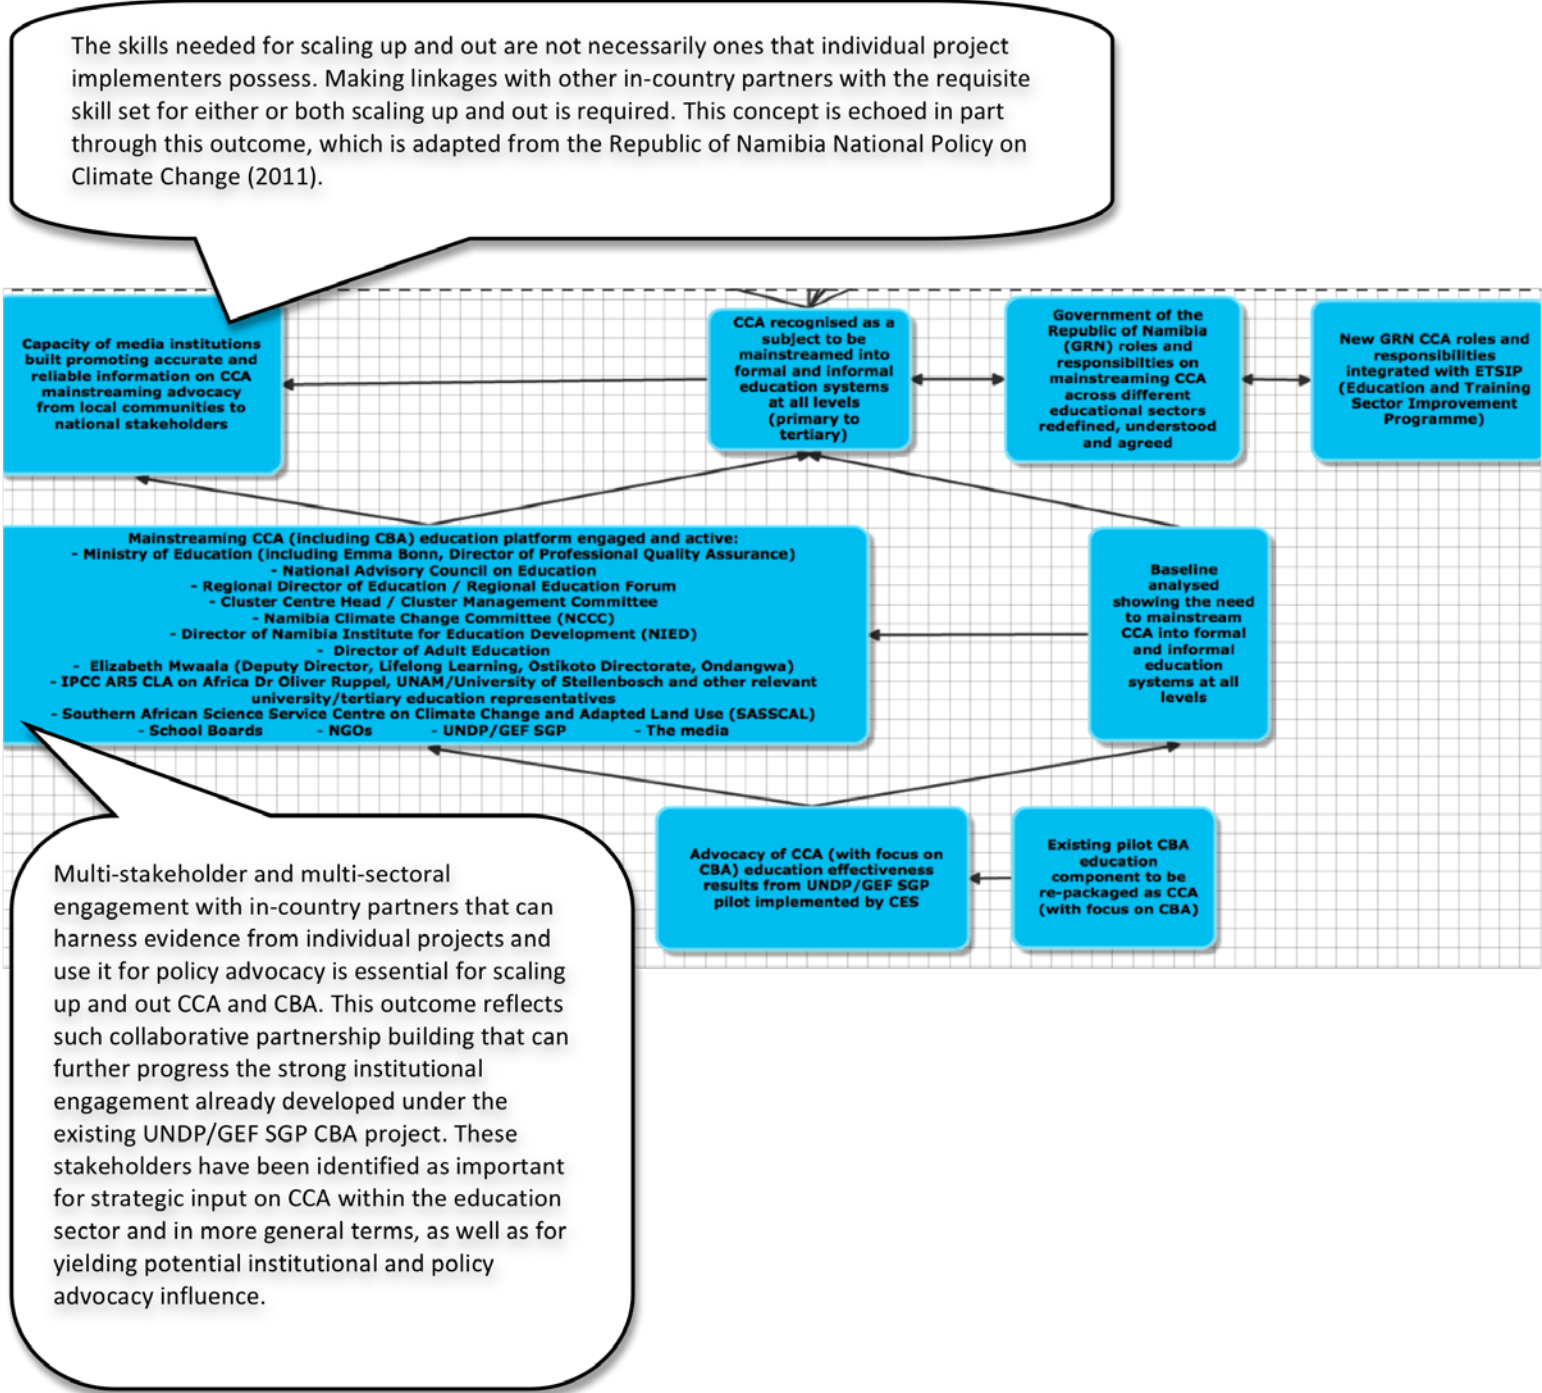 The skills needed for scaling up and out are not necessarily ones that individual project
implementers possess. Making linkages with other in-country partners with the requisite
skill set for either or both scaling up and out is required. This concept is echoed in part
through this outcome, which is adapted from the Republic of Namibia National Policy on
Climate Change (2011).
Capacity of media institutions
built promoting accurate and
reliable information on CCA
mainstreaming advocacy
from local communities to
national stakeholders
CCA recognised as a
subject to be
mainstreamed into
formal and informal
education systems
at all levels
(primary to
tertiary)
Government of the
Republic of Namibia
(GRN) roles and
responsibilties on
mainstreaming CCA
across different
educational sectors
redefined, understood
and agreed
New GRN CCA roles and
responsibilities
integrated with ETSIP
(Education and Training
Sector Improvement
Programme)
Mainstreaming CCA (including CBA) education platform engaged and active:
- Ministry of Education (including Emma Bonn, Director of Professional Quality Assurance)
- National Advisory Council on Education
- Regional Director of Education / Regional Education Forum
- Cluster Centre Head / Cluster Management Committee
- Namibia Climate Change Committee (NCCC)
- Director of Namibia Institute for Education Development (NIED)
- Director of Adult Education
- Elizabeth Mwaala (Deputy Director, Lifelong Learning, Ostikoto Directorate, Ondangwa)
- IPCC AR5 CLA on Africa Dr Oliver Ruppel, UNAM/University of Stellenbosch and other relevant
university/tertiary education representatives
- Southern African Science Service Centre on Climate Change and Adapted Land Use (SASSCAL)
- School Boards - NGOs - UNDP/GEF SGP - The media
Baseline
analysed
showing the need
to mainstream
CCA into formal
and informal
education
systems at all
levels
Advocacy of CCA (with focus on
CBA) education effectiveness
results from UNDP/GEF SGP
pilot implemented by CES
Existing pilot CBA
education
component to be
re-packaged as CCA
(with focus on CBA)
Multi-stakeholder and multi-sectoral
engagement with in-country partners that can
harness evidence from individual projects and
use it for policy advocacy is essential for scaling
up and out CCA and CBA. This outcome reflects
such collaborative partnership building that can
further progress the strong institutional
engagement already developed under the
existing UNDP/GEF SGP CBA project. These
stakeholders have been identified as important
for strategic input on CCA within the education
sector and in more general terms, as well as for
yielding potential institutional and policy
advocacy influence.